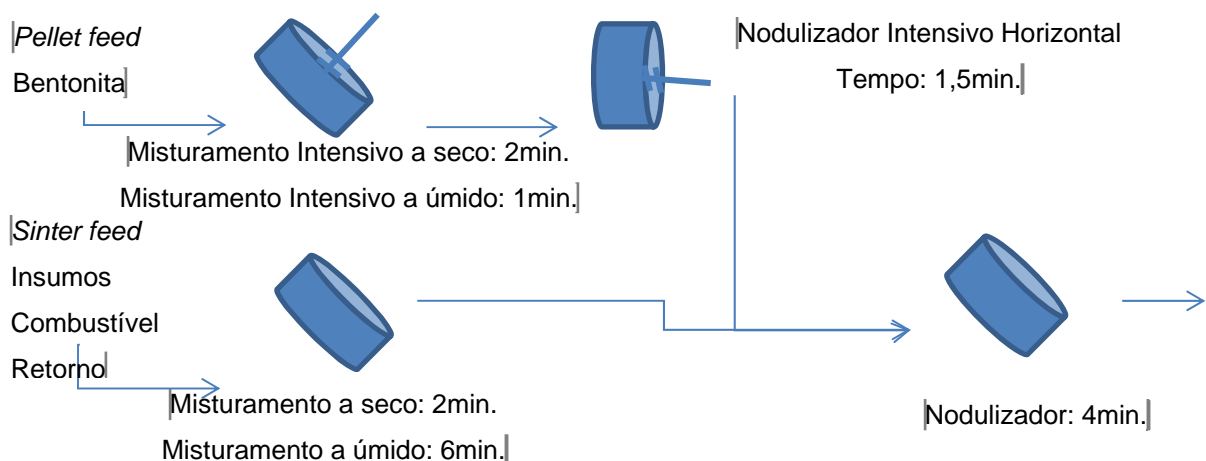 Pellet feed
Bentonita
Nodulizador Intensivo Horizontal
Tempo: 1,5min.
Misturamento Intensivo a seco: 2min.
Misturamento Intensivo a úmido: 1min.
Sinter feed
Insumos
Combustível
Retorno
Misturamento a seco: 2min.
Misturamento a úmido: 6min.
Nodulizador: 4min.